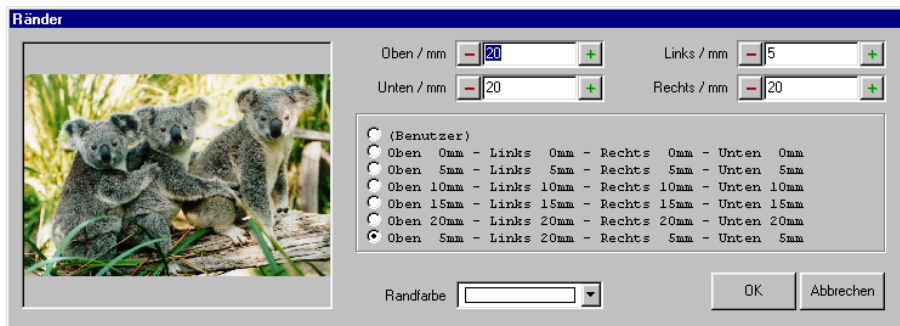 Ränder
Oben / mm 20 Links / mm 5
Unten / mm 20 Rechts / mm 20
(Benutzer)
Oben 0mm - Links 0mm - Rechts 0mm - Unten 0mm
Oben 5mm - Links 5mm - Rechts 5mm - Unten 5mm
Oben 10mm - Links 10mm - Rechts 10mm - Unten 10mm
Oben 15mm - Links 15mm - Rechts 15mm - Unten 15mm
Oben 20mm - Links 20mm - Rechts 20mm - Unten 20mm
Oben 5mm - Links 20mm - Rechts 5mm - Unten 5mm
Randfarbe OK Abbrechen